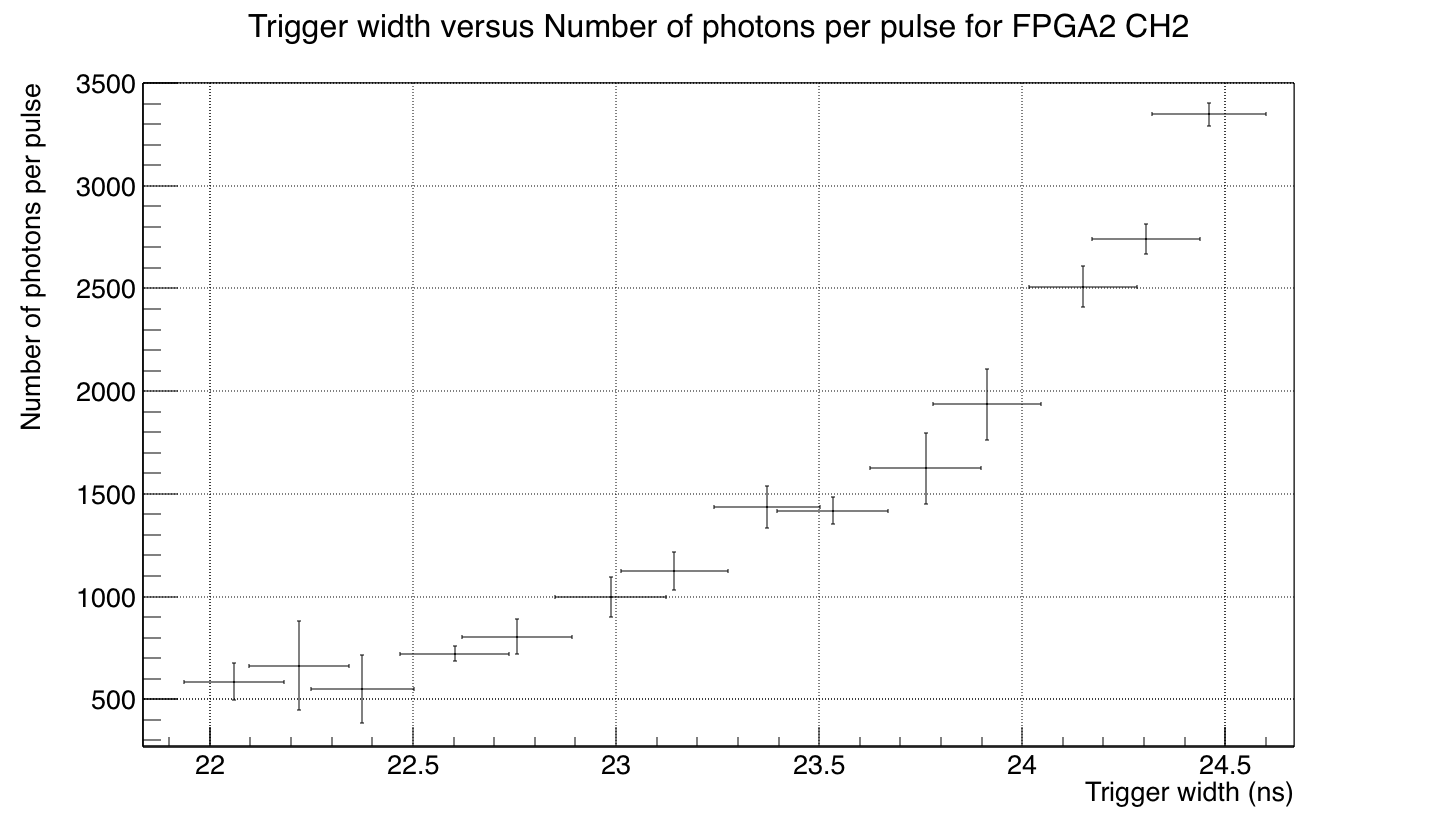 Trigger width versus Number of photons per pulse for FPGA2 CH2
Number of photons per pulse
3500
3000
2500
2000
1500
1000
500
22 22.5 23 23.5 24 24.5
Trigger width (ns)